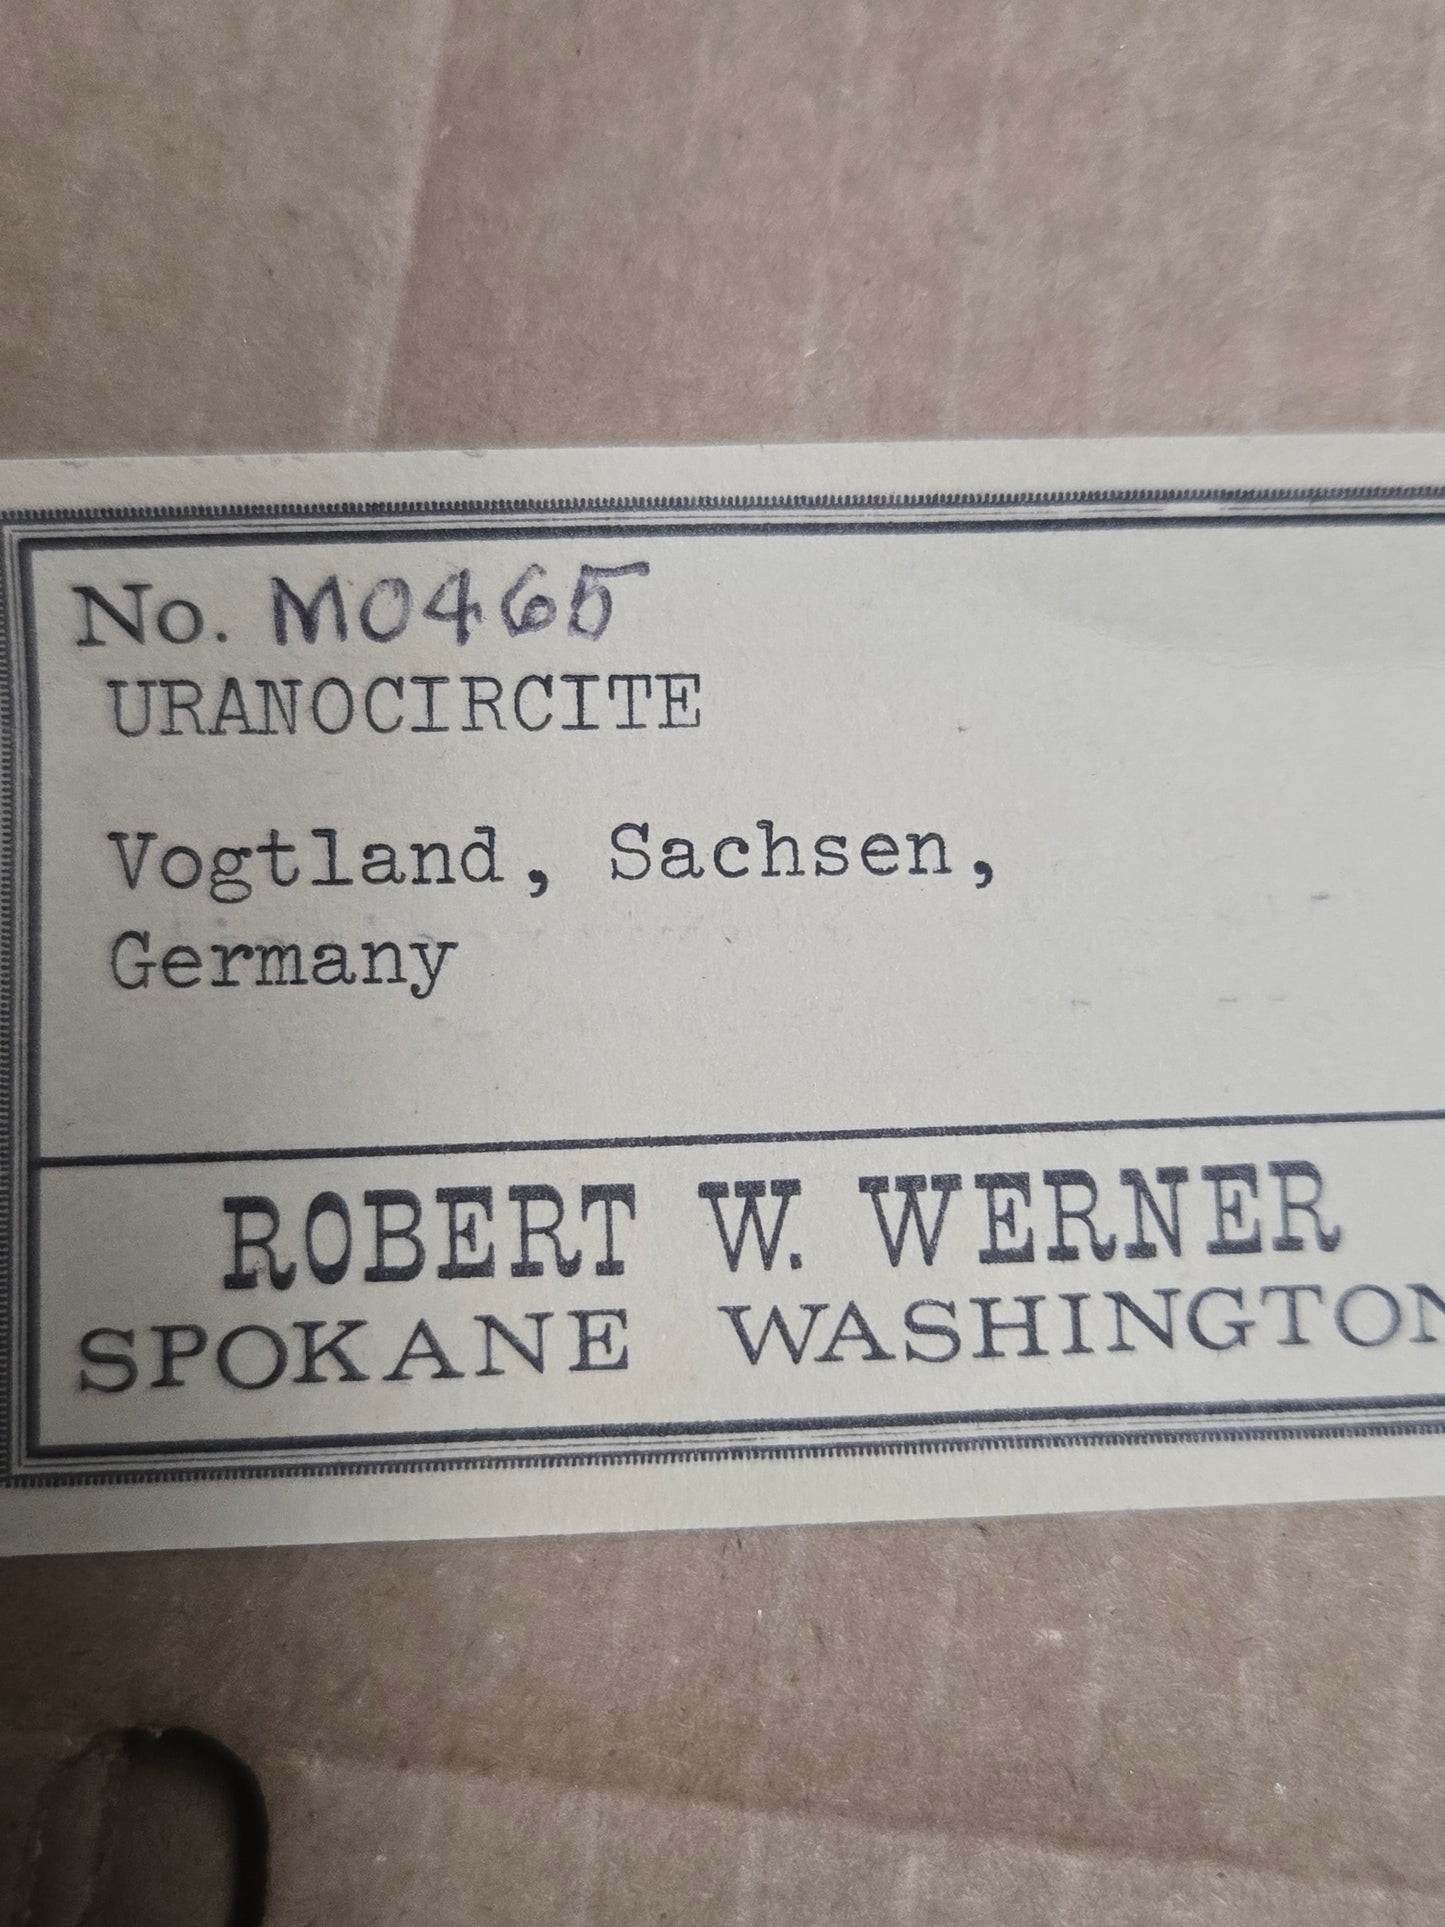 No. M0465
URANOCIRCITE
Vogtland, Sachsen,
Germany
ROBERT W. WERNER
SPOKANE WASHINGTON